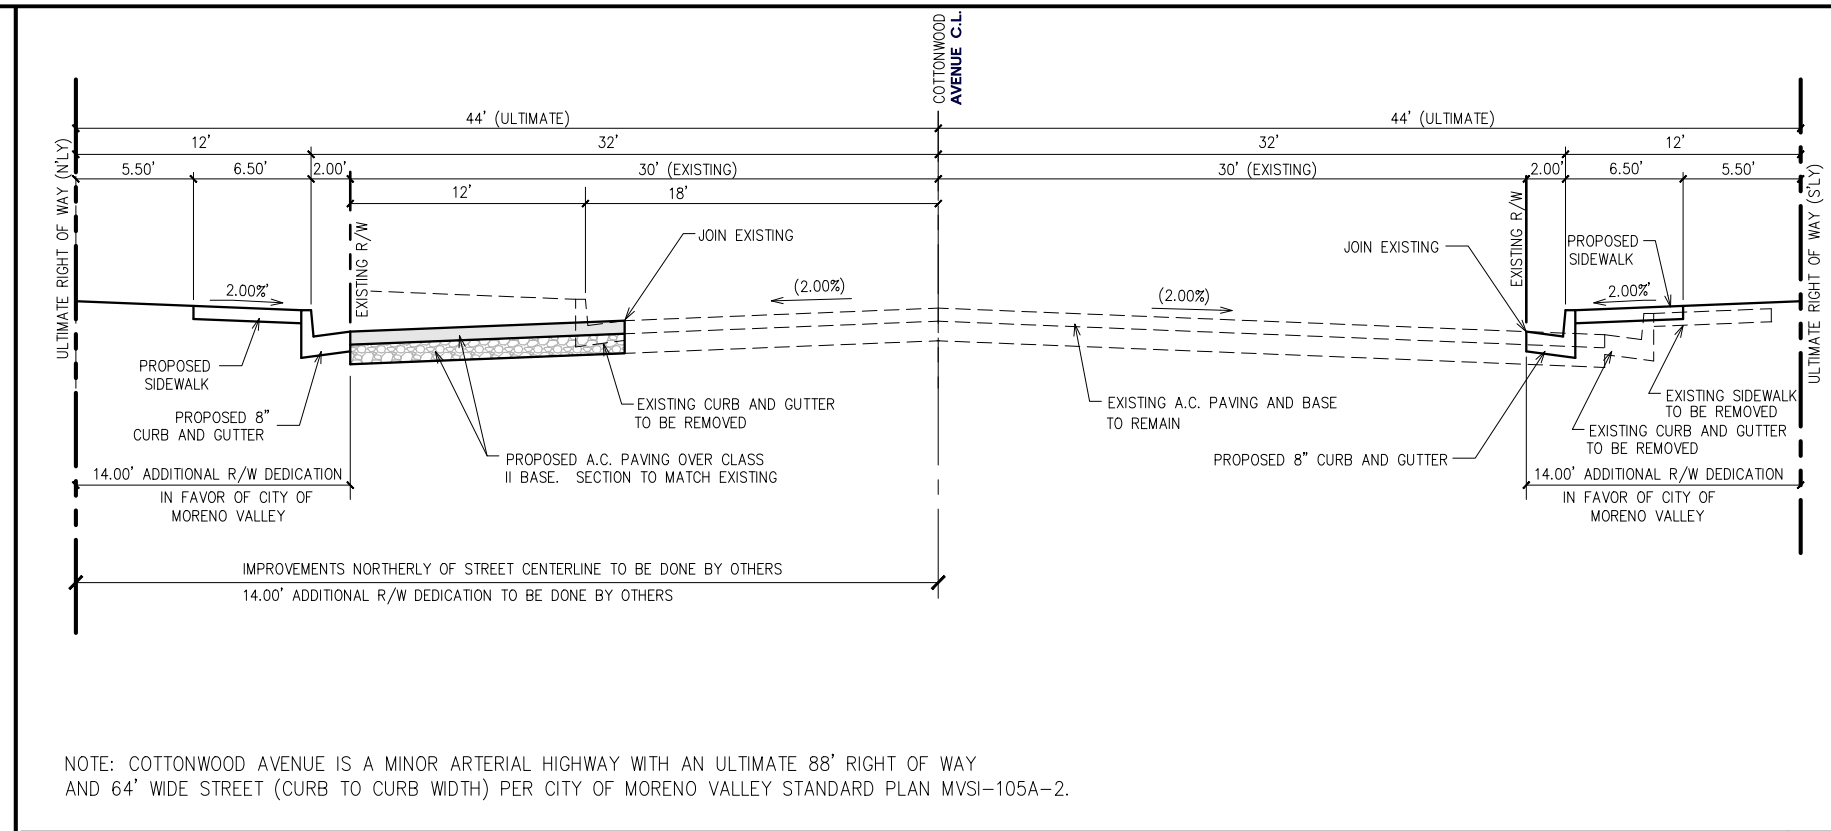 COTTONWOOD
AVENUE C.L.
44' (ULTIMATE)
44' (ULTIMATE)
12'
32'
32'
12'
5.50'
6.50'
2.00'
30' (EXISTING)
30' (EXISTING)
2.00'
6.50'
5.50'
12'
18'
ULTIMATE RIGHT OF WAY (N'LY)
EXISTING R/W
JOIN EXISTING
JOIN EXISTING
EXISTING R/W
PROPOSED
SIDEWALK
ULTIMATE RIGHT OF WAY (S'LY)
2.00%'
(2.00%)
(2.00%)
2.00%'
PROPOSED
SIDEWALK
PROPOSED 8"
CURB AND GUTTER
EXISTING CURB AND GUTTER
TO BE REMOVED
PROPOSED A.C. PAVING OVER CLASS
II BASE. SECTION TO MATCH EXISTING
EXISTING A.C. PAVING AND BASE
TO REMAIN
EXISTING SIDEWALK
TO BE REMOVED
EXISTING CURB AND GUTTER
TO BE REMOVED
PROPOSED 8" CURB AND GUTTER
14.00' ADDITIONAL R/W DEDICATION
IN FAVOR OF CITY OF
MORENO VALLEY
14.00' ADDITIONAL R/W DEDICATION
IN FAVOR OF CITY OF
MORENO VALLEY
IMPROVEMENTS NORTHERLY OF STREET CENTERLINE TO BE DONE BY OTHERS
14.00' ADDITIONAL R/W DEDICATION TO BE DONE BY OTHERS
NOTE: COTTONWOOD AVENUE IS A MINOR ARTERIAL HIGHWAY WITH AN ULTIMATE 88' RIGHT OF WAY
AND 64' WIDE STREET (CURB TO CURB WIDTH) PER CITY OF MORENO VALLEY STANDARD PLAN MVSI-105A-2.